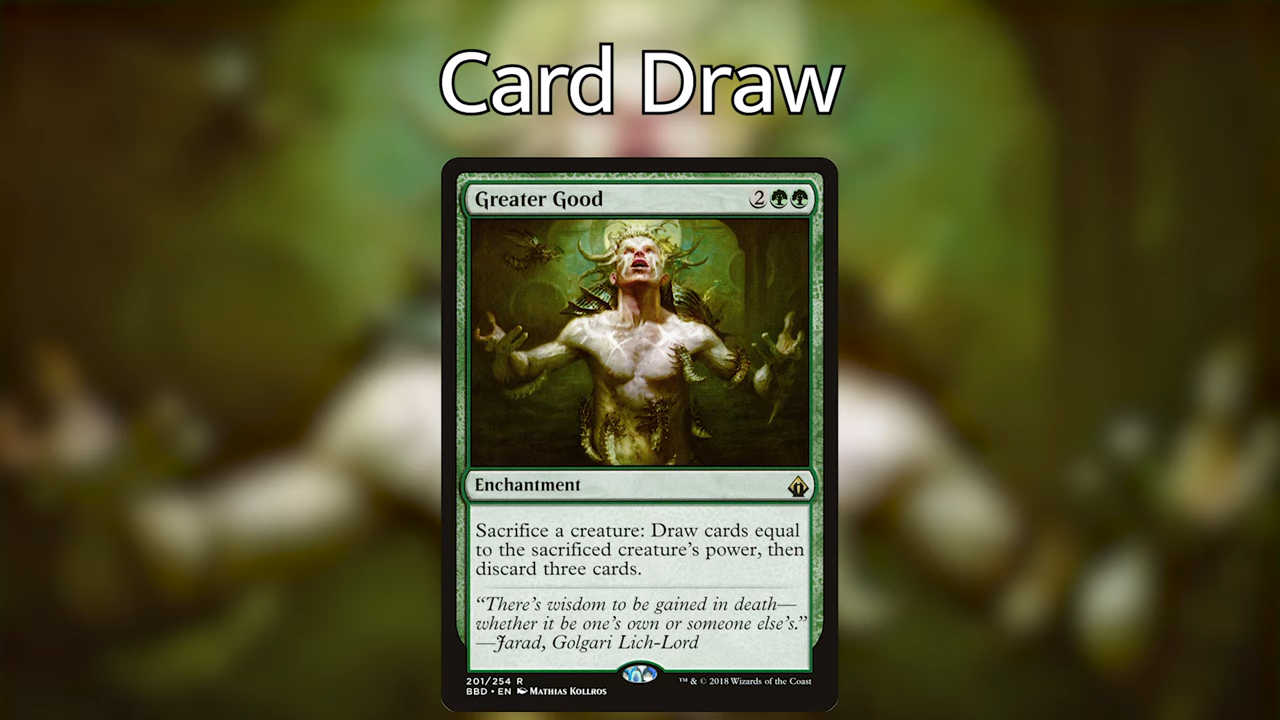 Card Draw
Greater Good 2
Enchantment
Sacrifice a creature: Draw cards equal
to the sacrificed creature's power, then
discard three cards.
“There's wisdom to be gained in death—
whether it be one's own or someone else's.”
—Jarad, Golgari Lich-Lord
201/254 R
BBD • EN Mathias Kollros
™ & © 2018 Wizards of the Coast